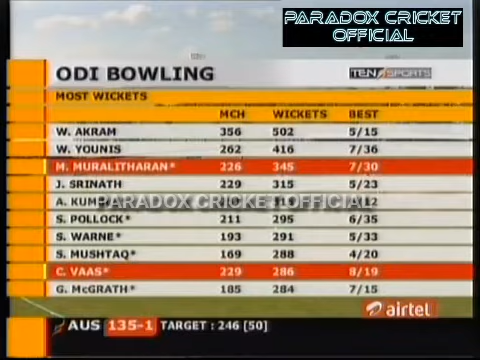 PARADOX CRICKET
OFFICIAL
ODI BOWLING
TEN SPORTS
MOST WICKETS
MCH WICKETS BEST
W. AKRAM 356 502 5/15
W. YOUNIS 262 416 7/36
M. MURALITHARAN* 226 345 7/30
J. SRINATH 229 315 5/23
PARADOX CRICKET OFFICIAL
S. POLLOCK* 211 295 6/35
S. WARNE* 193 291 5/33
S. MUSHTAQ* 169 288 4/20
C. VAAS* 229 286 8/19
G. McGRATH* 185 284 7/15
airtel
AUS 135-1 TARGET : 246 [50]